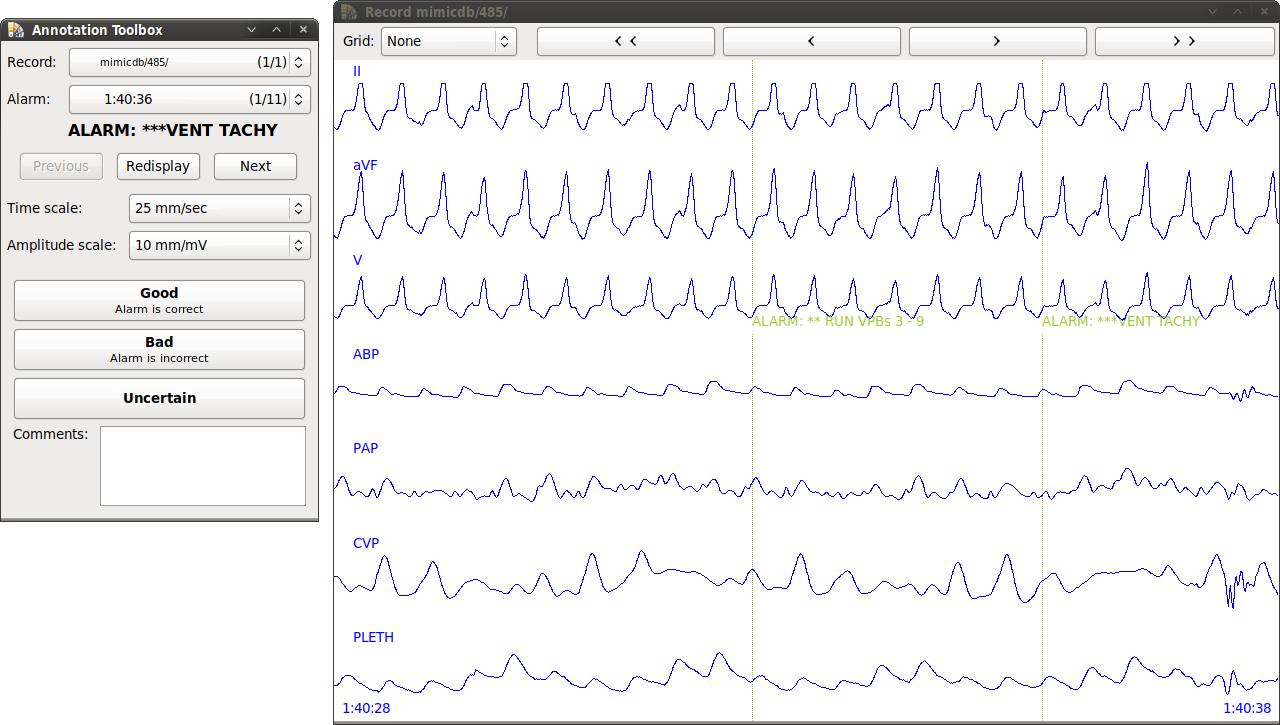 Annotation Toolbox
Record: mimicdb/485/ (1/1)
Alarm: 1:40:36 (1/11)
ALARM: ***VENT TACHY
Previous Redisplay Next
Time scale: 25 mm/sec
Amplitude scale: 10 mm/mV
Good
Alarm is correct
Bad
Alarm is incorrect
Uncertain
Comments:
Record mimicdb/485/
Grid: None < < < > > >
II
aVF
V
ALARM: ** RUN VPBs 3 - 9 ALARM: ***VENT TACHY
ABP
PAP
CVP
PLETH
1:40:28 1:40:38